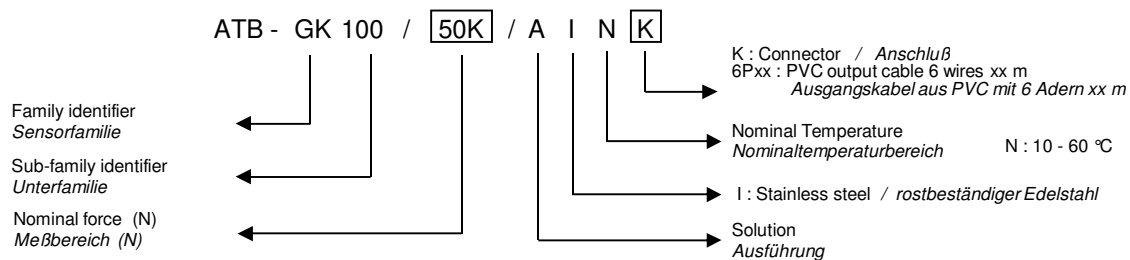 ATB - GK 100 / 50K / A I N K
K : Connector / Anschluß
6Pxx : PVC output cable 6 wires xx m
Ausgangskabel aus PVC mit 6 Adern xx m
Family identifier
Sensorfamilie
Nominal Temperature N : 10 - 60 °C
Nominaltemperaturbereich
Sub-family identifier
Unterfamilie
I : Stainless steel / rostbeständiger Edelstahl
Nominal force (N)
Meßbereich (N)
Solution
Ausführung